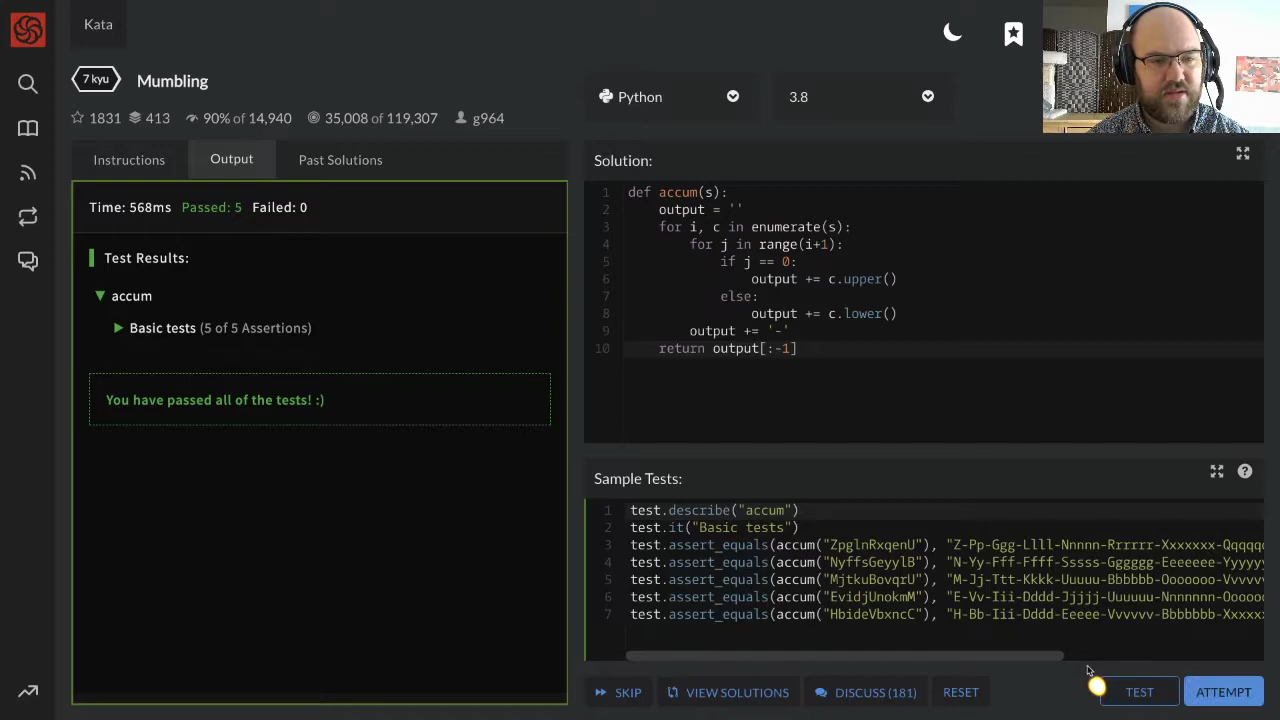 Kata
7 kyu
Mumbling
1831
413
90% of 14,940
35,008 of 119,307
g964
Python
3.8
Instructions
Output
Past Solutions
Time: 568ms Passed: 5 Failed: 0
Test Results:
accum
Basic tests (5 of 5 Assertions)
You have passed all of the tests! :)
Solution:
1 def accum(s):
2 output = ''
3 for i, c in enumerate(s):
4 for j in range(i+1):
5 if j == 0:
6 output += c.upper()
7 else:
8 output += c.lower()
9 output += '-'
10 return output[:-1]
Sample Tests:
1 test.describe("accum")
2 test.it("Basic tests")
3 test.assert_equals(accum("ZpglnRxqenU"), "Z-Pp-Ggg-Llll-Nnnnn-Rrrrrr-Xxxxxxx-Qqqqq
4 test.assert_equals(accum("NyffsGeyylB"), "N-Yy-Fff-Ffff-Sssss-Gggggg-Eeeeeee-Yyyyy
5 test.assert_equals(accum("MjtkuBovqrU"), "M-Jj-Ttt-Kkkk-Uuuuu-Bbbbbb-Ooooooo-Vvvvv
6 test.assert_equals(accum("EvidjUnokmM"), "E-Vv-Iii-Dddd-Jjjjj-Uuuuuu-Nnnnnnn-Ooooo
7 test.assert_equals(accum("HbideVbxncC"), "H-Bb-Iii-Dddd-Eeeee-Vvvvvv-Bbbbbbb-Xxxxx
SKIP
VIEW SOLUTIONS
DISCUSS (181)
RESET
TEST
ATTEMPT